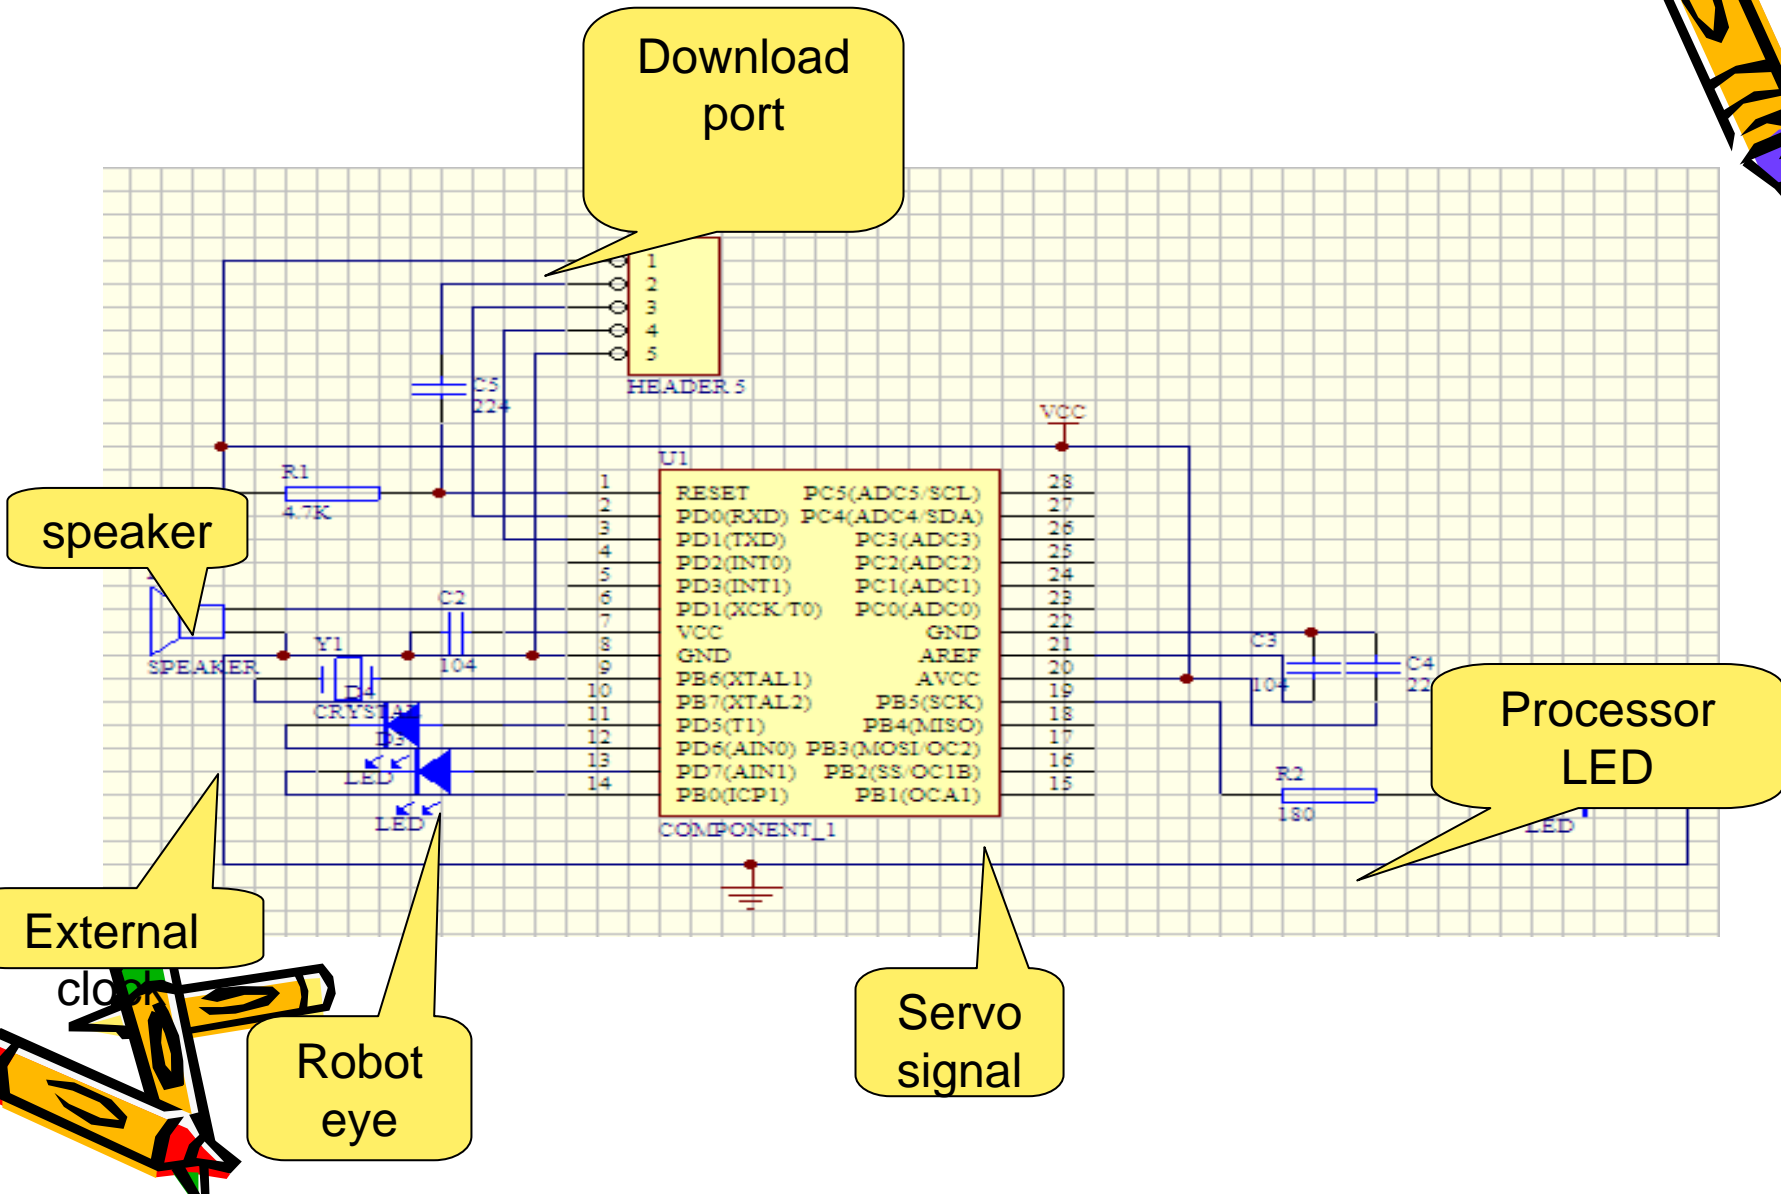 Download
port
1
2
3
4
5
HEADER 5
C5
224
VCC
U1
R1
4.7K
speaker
SPEAKER
C2
104
Y1
CRYSTAL
D4
LED
D3
LED
1
2
3
4
5
6
7
8
9
10
11
12
13
14
RESET
PD0(RXD)
PD1(TXD)
PD2(INT0)
PD3(INT1)
PD1(XCK/T0)
VCC
GND
PB6(XTAL1)
PB7(XTAL2)
PD5(T1)
PD6(AIN0)
PD7(AIN1)
PB0(ICP1)
PC5(ADC5/SCL)
PC4(ADC4/SDA)
PC3(ADC3)
PC2(ADC2)
PC1(ADC1)
PC0(ADC0)
GND
AREF
AVCC
PB5(SCK)
PB4(MISO)
PB3(MOSI/OC2)
PB2(SS/OC1B)
PB1(OCA1)
28
27
26
25
24
23
22
21
20
19
18
17
16
15
COMPONENT_1
C3
104
C4
R2
180
Processor
LED
LED
External
clock
Robot
eye
Servo
signal